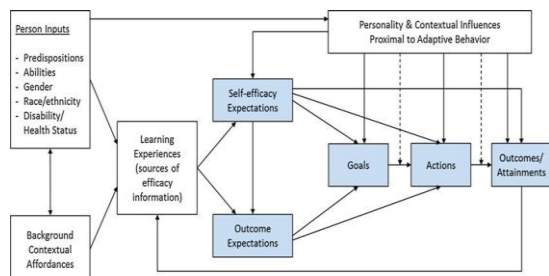 Person Inputs
- Predispositions
- Abilities
- Gender
- Race/ethnicity
- Disability/
Health Status
Background
Contextual
Affordances
Learning
Experiences
(sources of
efficacy
information)
Personality & Contextual Influences
Proximal to Adaptive Behavior
Self-efficacy
Expectations
Outcome
Expectations
Goals
Actions
Outcomes/
Attainments